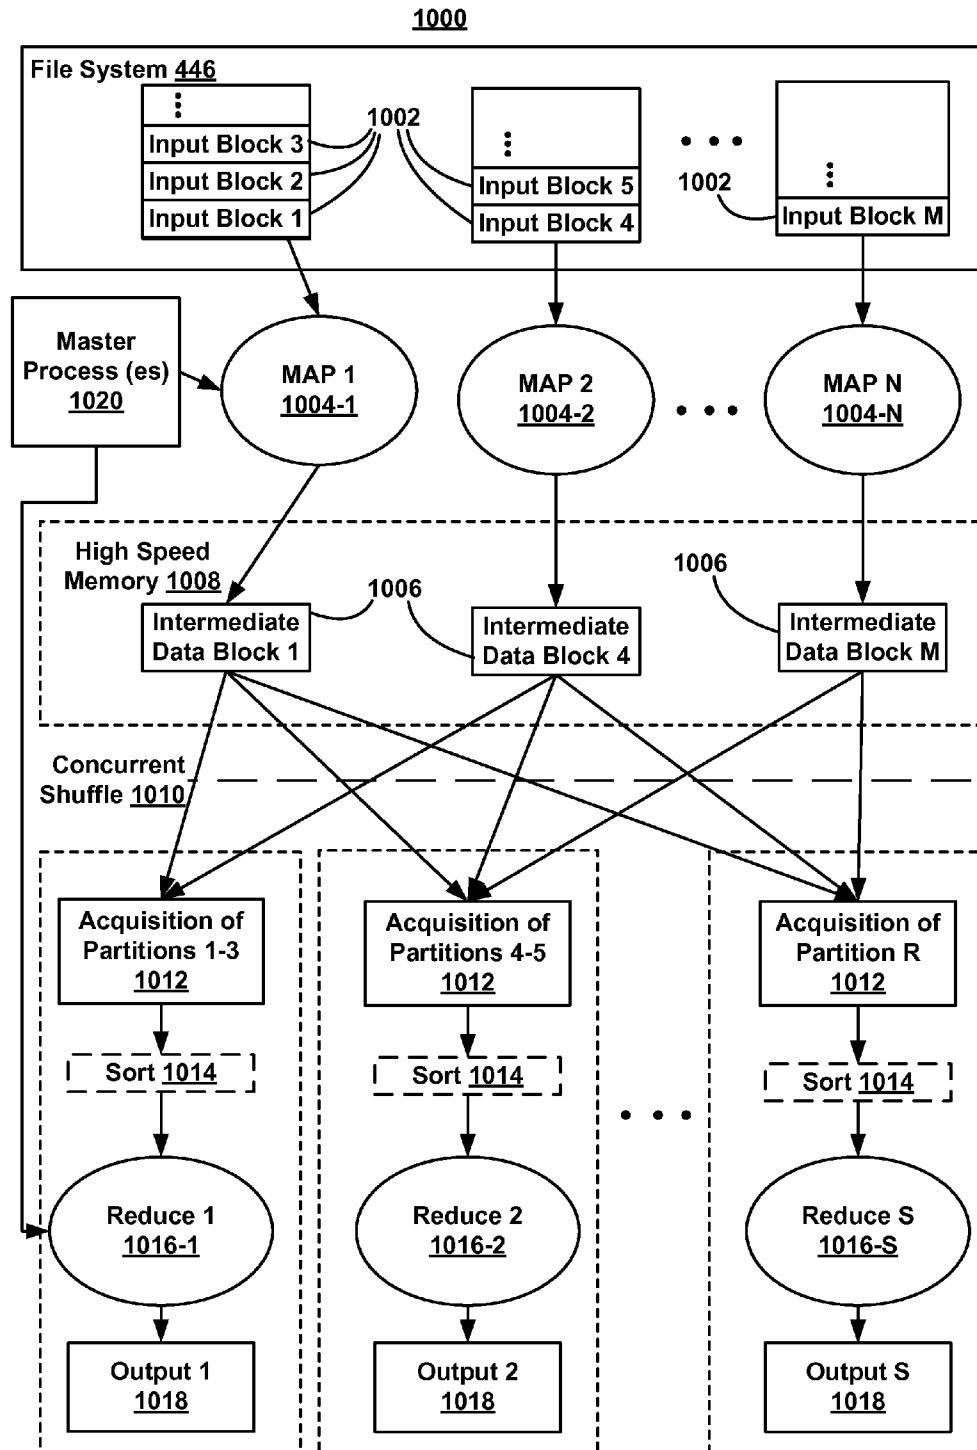 1000
File System 446
Input Block 3
Input Block 2
Input Block 1
1002
Input Block 5
Input Block 4
1002
Input Block M
Master
Process (es)
1020
MAP 1
1004-1
MAP 2
1004-2
MAP N
1004-N
High Speed
Memory 1008
1006
1006
Intermediate
Data Block 1
Intermediate
Data Block 4
Intermediate
Data Block M
Concurrent
Shuffle 1010
Acquisition of
Partitions 1-3
1012
Acquisition of
Partitions 4-5
1012
Acquisition of
Partition R
1012
Sort 1014
Sort 1014
Sort 1014
Reduce 1
1016-1
Reduce 2
1016-2
Reduce S
1016-S
Output 1
1018
Output 2
1018
Output S
1018